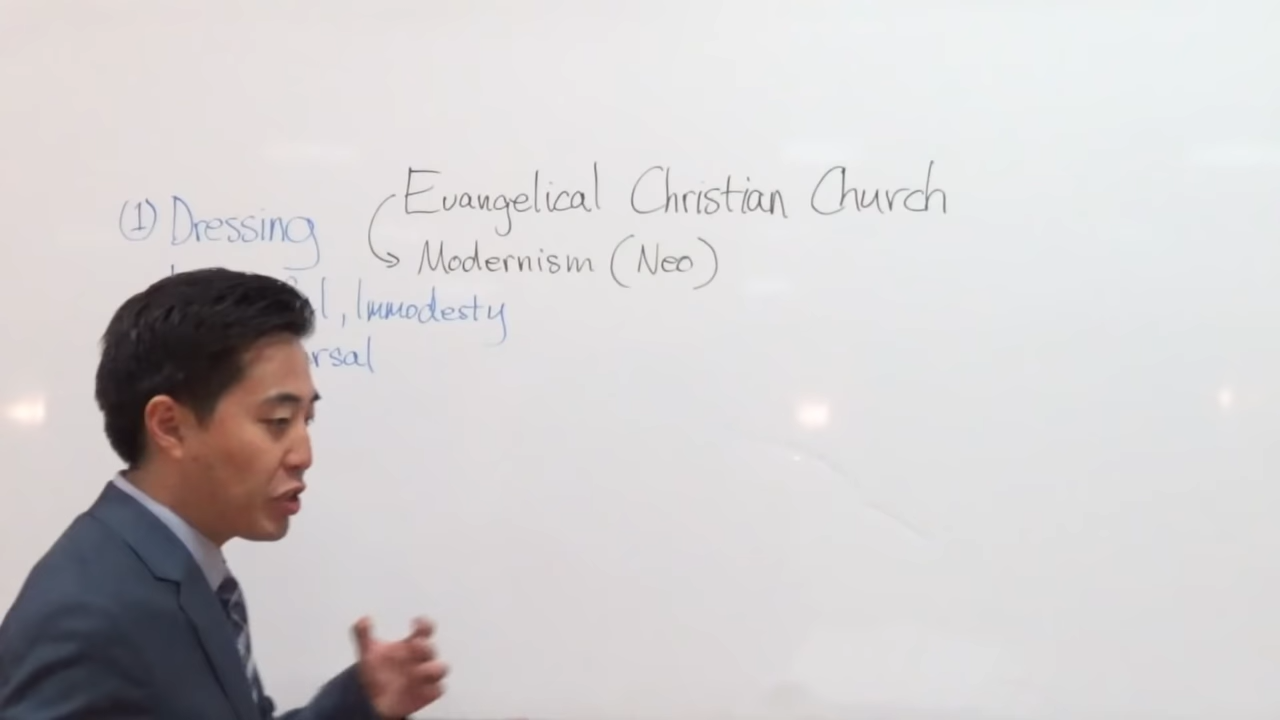 Evangelical Christian Church
(1) Dressing
Modernism (Neo)
, Immodesty